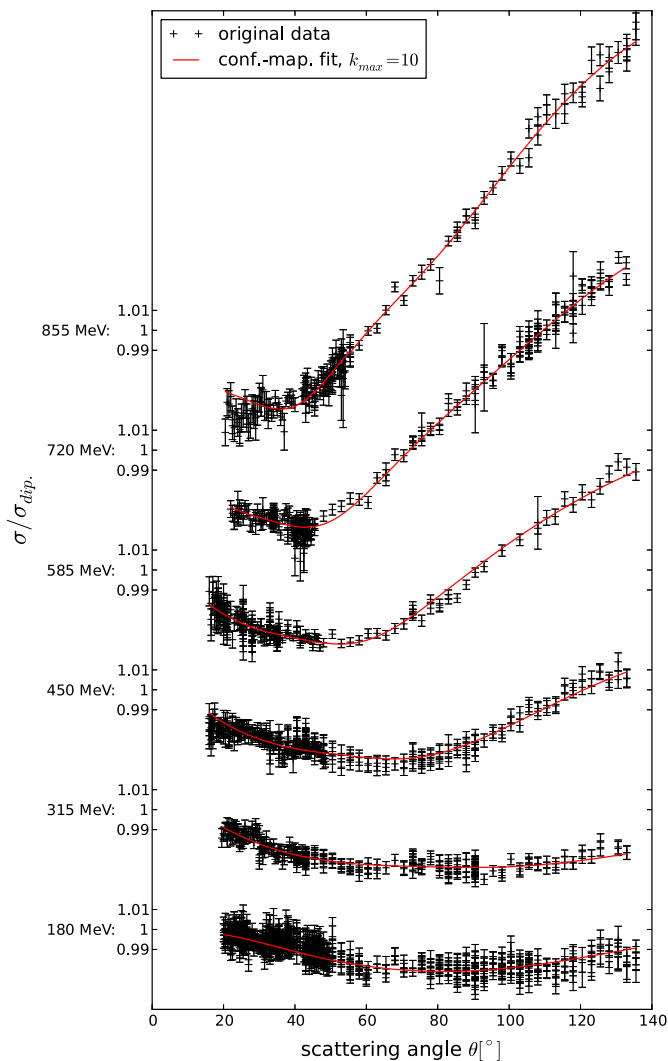 original data
conf.-map. fit, k_max=10
1.01
855 MeV: 1
0.99
1.01
720 MeV: 1
0.99
1.01
585 MeV: 1
0.99
1.01
450 MeV: 1
0.99
1.01
315 MeV: 1
0.99
1.01
180 MeV: 1
0.99
σ/σ_dip.
0 20 40 60 80 100 120 140
scattering angle θ[°]